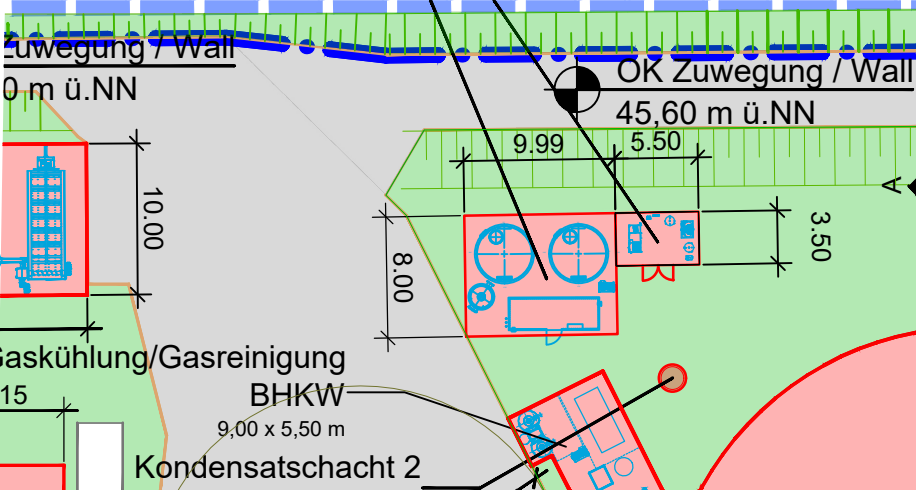 Zuwegung / Wall
0 m ü.NN
OK Zuwegung / Wall
45,60 m ü.NN
9.99
5.50
A
10.00
3.50
8.00
Gaskühlung/Gasreinigung
BHKW
15
9,00 x 5,50 m
Kondensatschacht 2